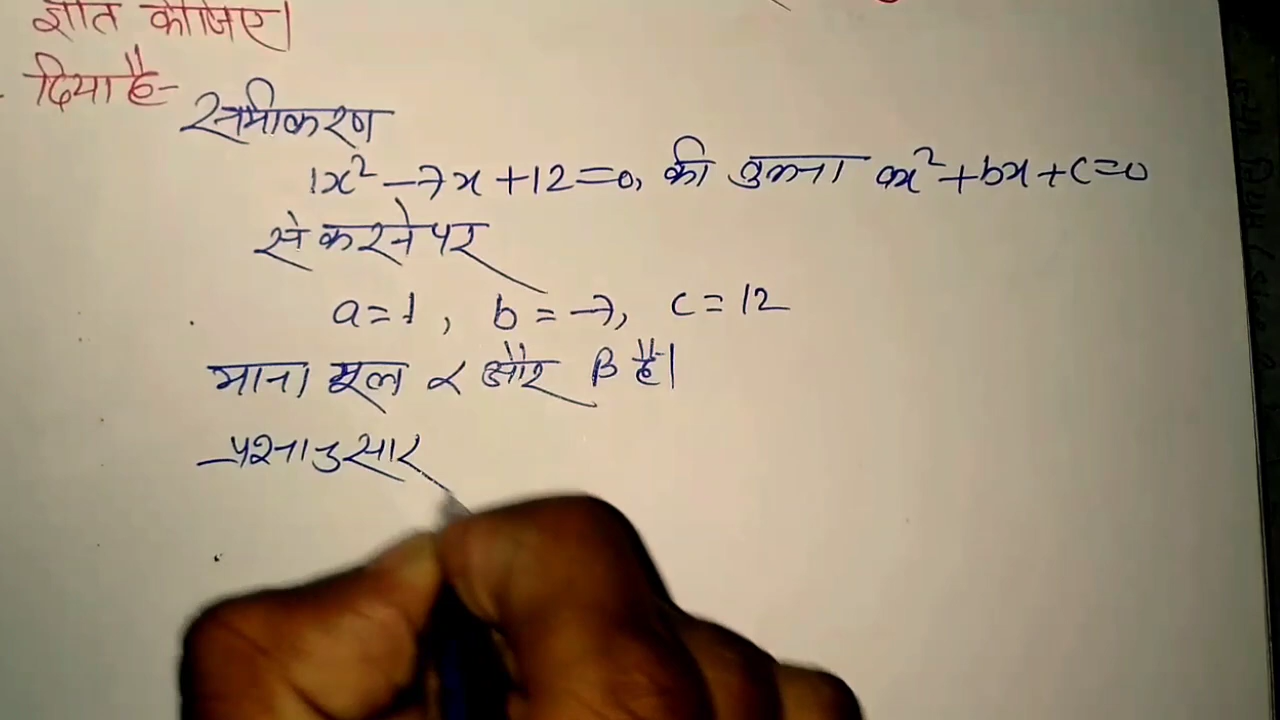 ज्ञात कीजिए।
दिया है-
समीकरण
1x² -7x +12=0, की तुलना ax²+bx+c=0
से करने पर
a=1, b=-7, c=12
माना मूल α और β है।
प्रश्नानुसार